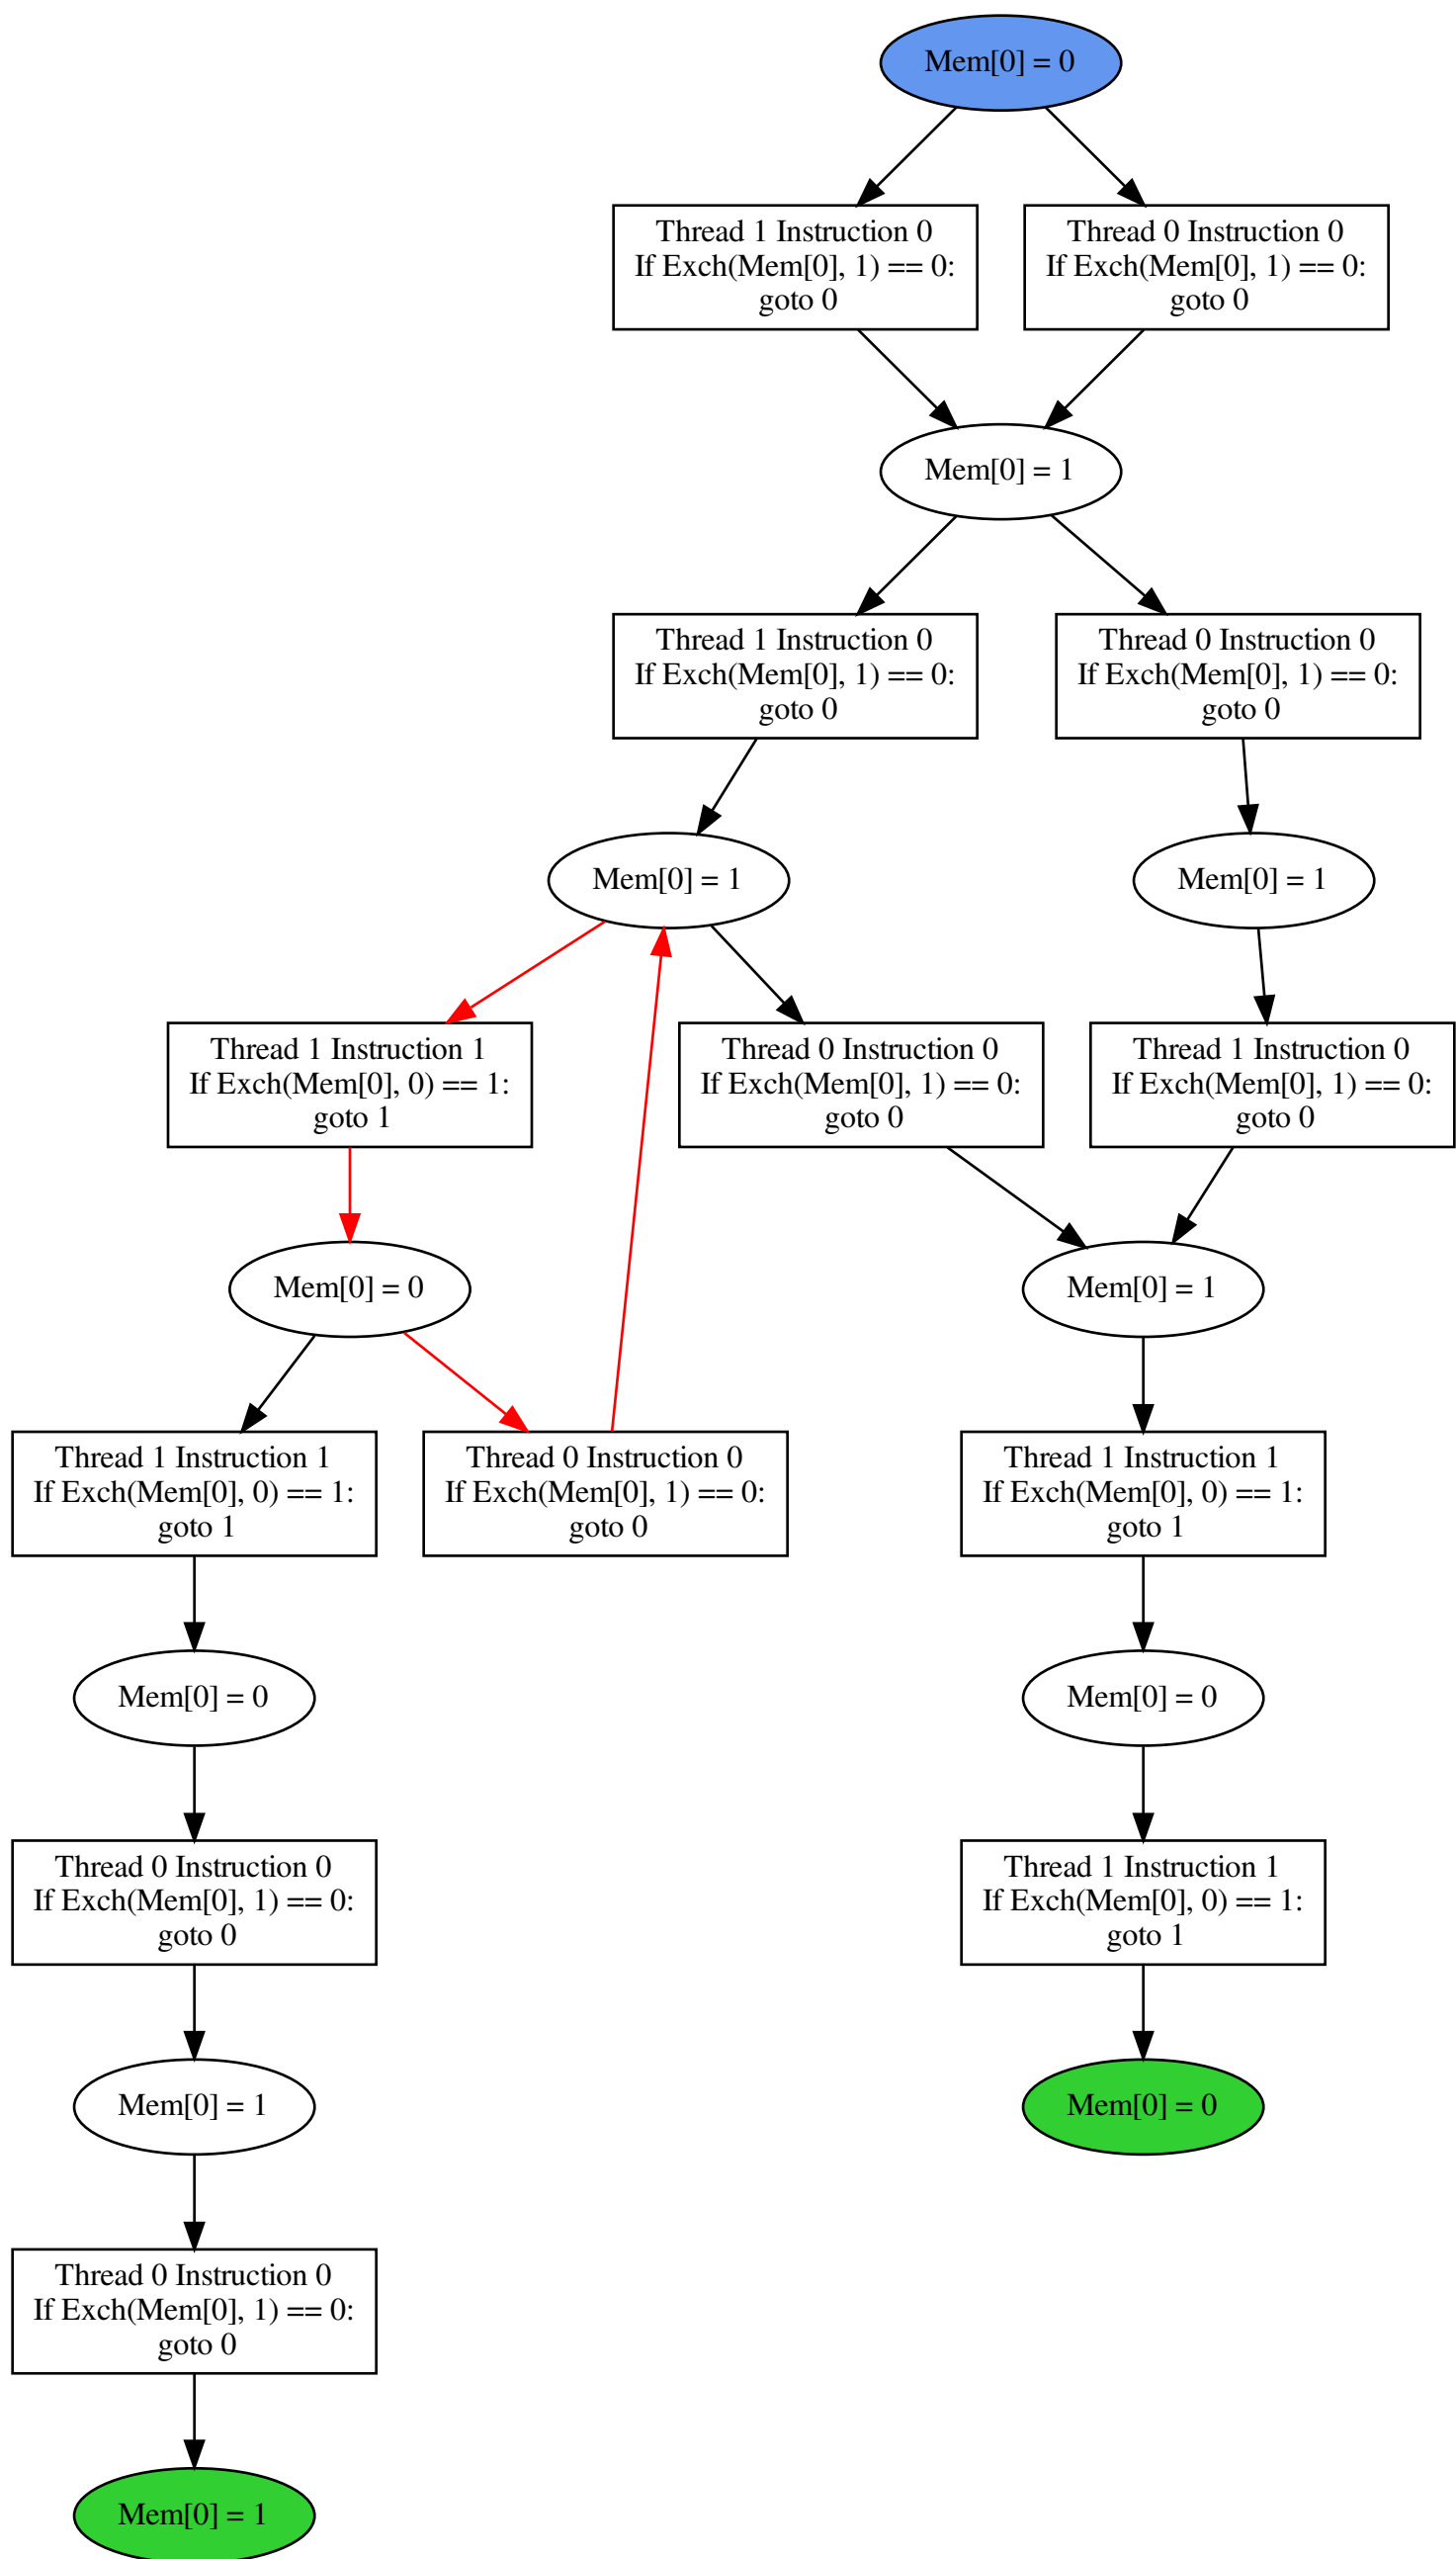 Mem[0] = 0
Thread 1 Instruction 0
If Exch(Mem[0], 1) == 0:
goto 0
Thread 0 Instruction 0
If Exch(Mem[0], 1) == 0:
goto 0
Mem[0] = 1
Thread 1 Instruction 0
If Exch(Mem[0], 1) == 0:
goto 0
Thread 0 Instruction 0
If Exch(Mem[0], 1) == 0:
goto 0
Mem[0] = 1
Mem[0] = 1
Thread 1 Instruction 1
If Exch(Mem[0], 0) == 1:
goto 1
Thread 0 Instruction 0
If Exch(Mem[0], 1) == 0:
goto 0
Thread 1 Instruction 0
If Exch(Mem[0], 1) == 0:
goto 0
Mem[0] = 0
Mem[0] = 1
Thread 1 Instruction 1
If Exch(Mem[0], 0) == 1:
goto 1
Thread 0 Instruction 0
If Exch(Mem[0], 1) == 0:
goto 0
Thread 1 Instruction 1
If Exch(Mem[0], 0) == 1:
goto 1
Mem[0] = 0
Mem[0] = 0
Thread 0 Instruction 0
If Exch(Mem[0], 1) == 0:
goto 0
Thread 1 Instruction 1
If Exch(Mem[0], 0) == 1:
goto 1
Mem[0] = 1
Mem[0] = 0
Thread 0 Instruction 0
If Exch(Mem[0], 1) == 0:
goto 0
Mem[0] = 1